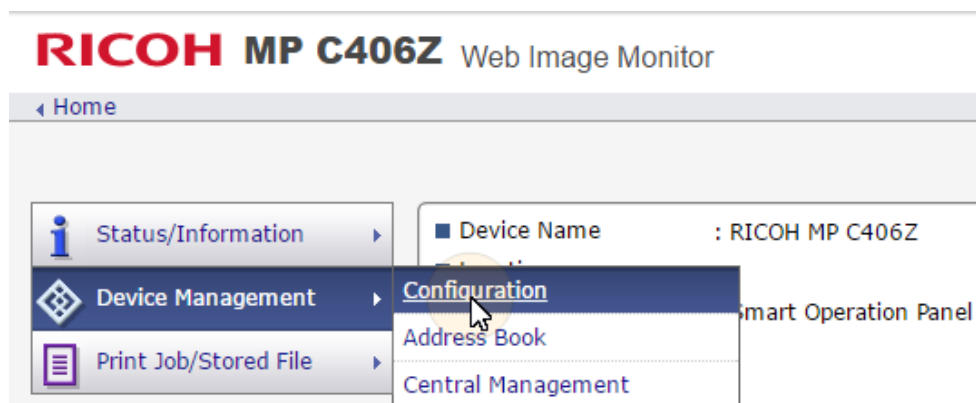 RICOH MP C406Z Web Image Monitor
Home
Status/Information
Device Name : RICOH MP C406Z
Device Management
Configuration
Smart Operation Panel
Address Book
Print Job/Stored File
Central Management